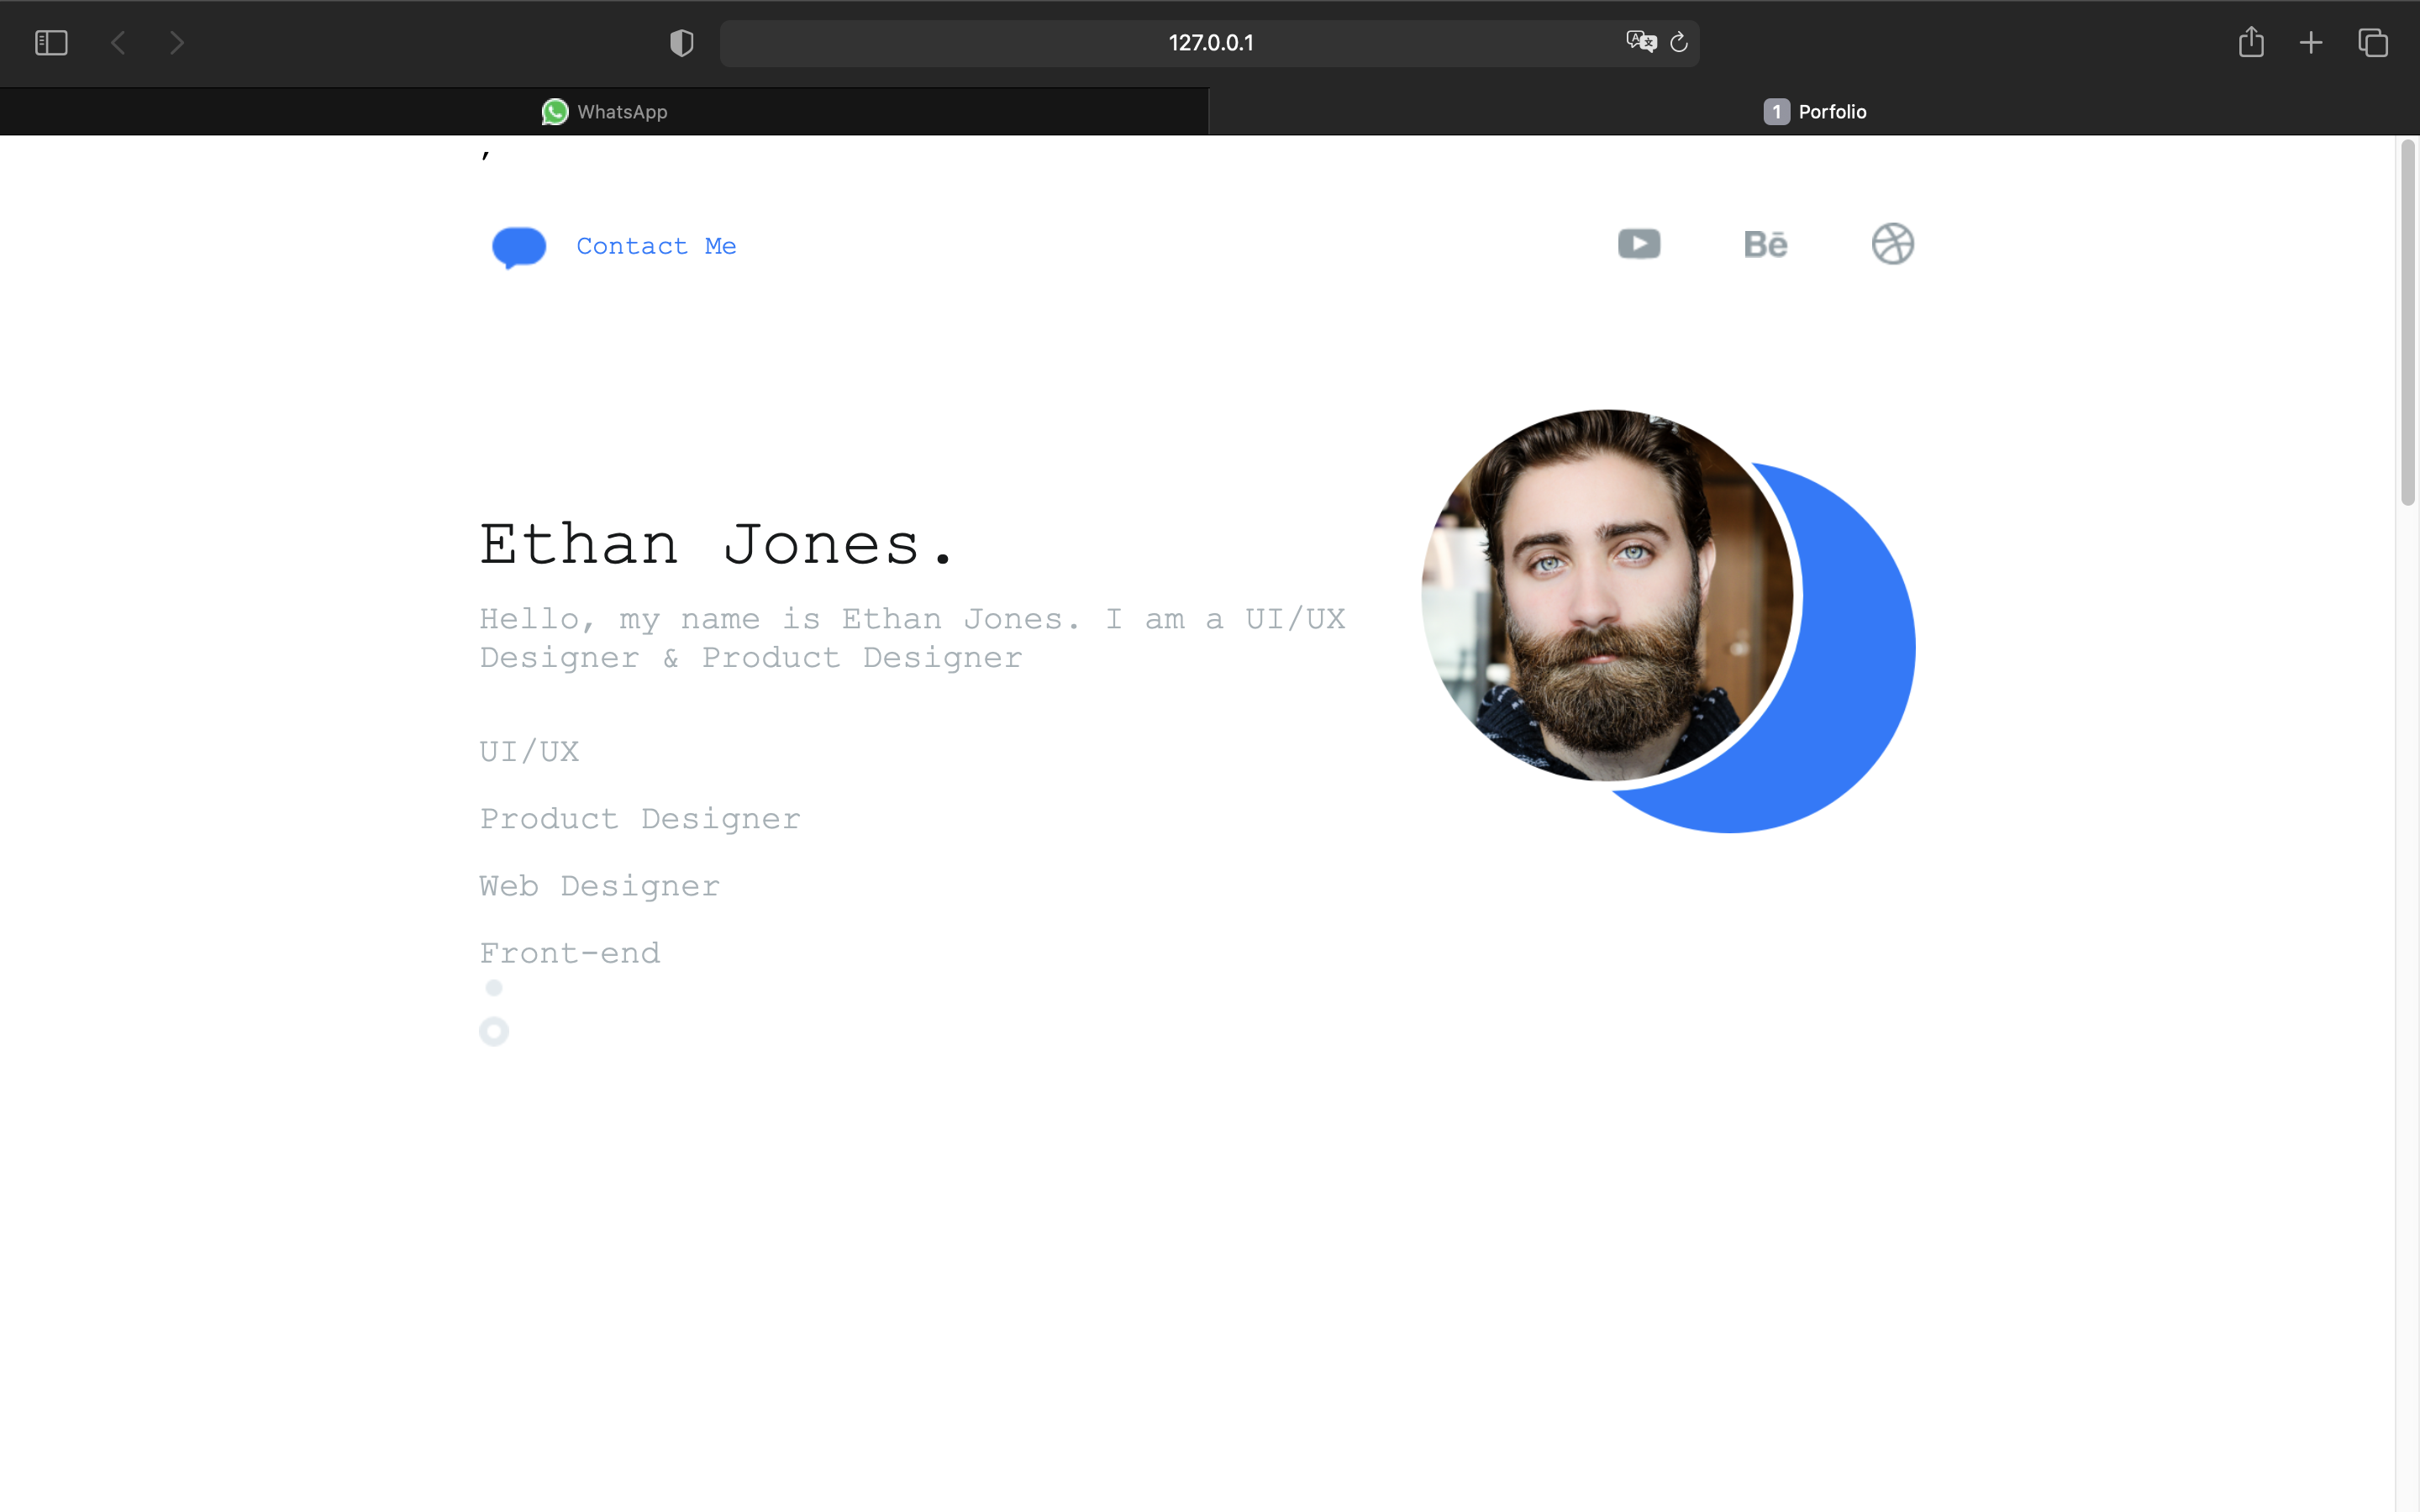 127.0.0.1
WhatsApp
1 Porfolio
,
Contact Me
Bē
Ethan Jones.
Hello, my name is Ethan Jones. I am a UI/UX
Designer & Product Designer
UI/UX
Product Designer
Web Designer
Front-end